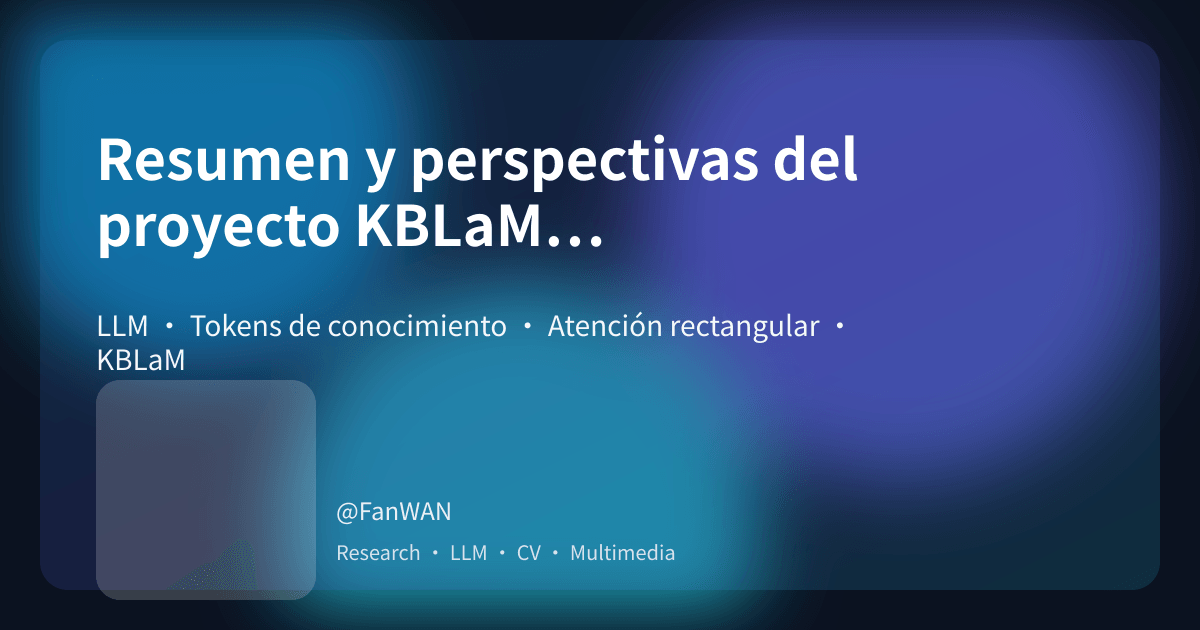 Resumen y perspectivas del
proyecto KBLaM…
LLM • Tokens de conocimiento • Atención rectangular •
KBLaM
@FanWAN
Research • LLM • CV • Multimedia